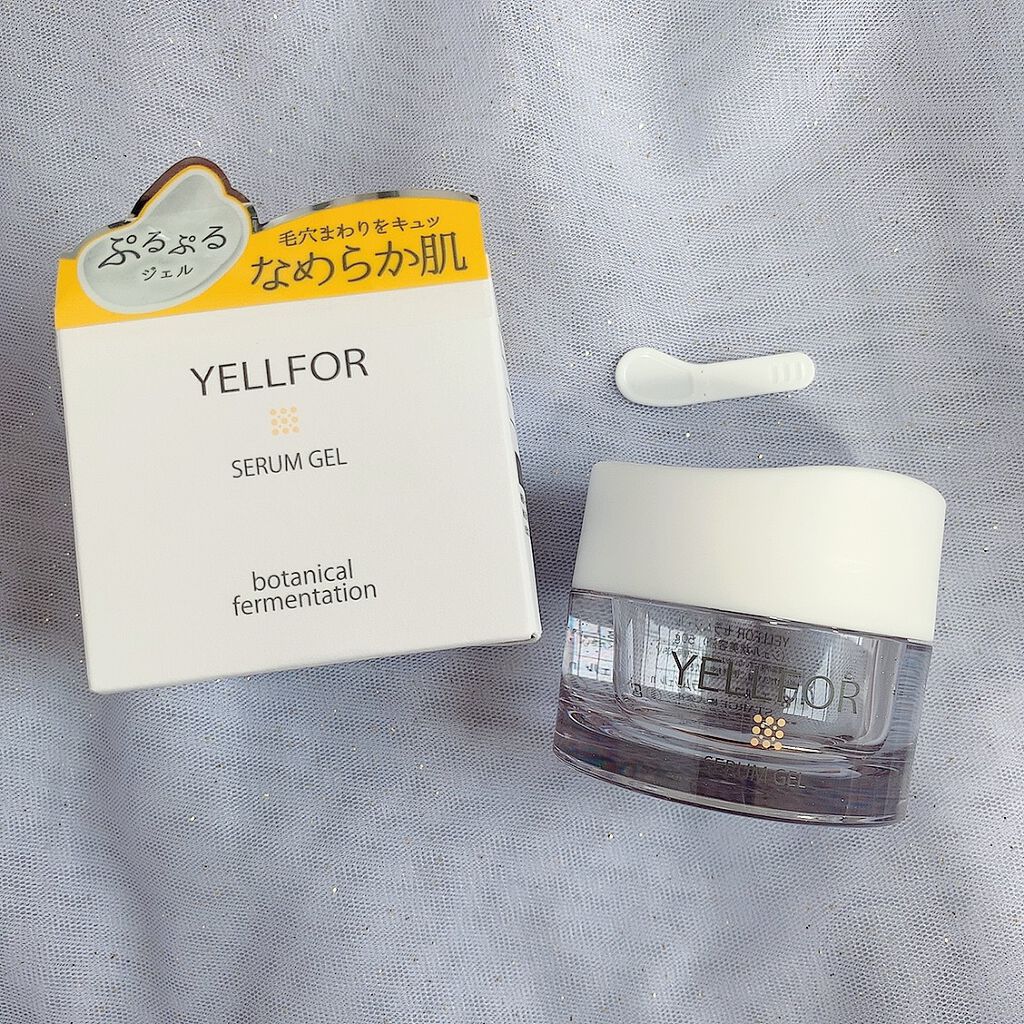 ぷるぷる
ジェル
毛穴まわりをキュッ
なめらか肌
YELLFOR
SERUM GEL
botanical
fermentation
YELLFOR
SERUM GEL